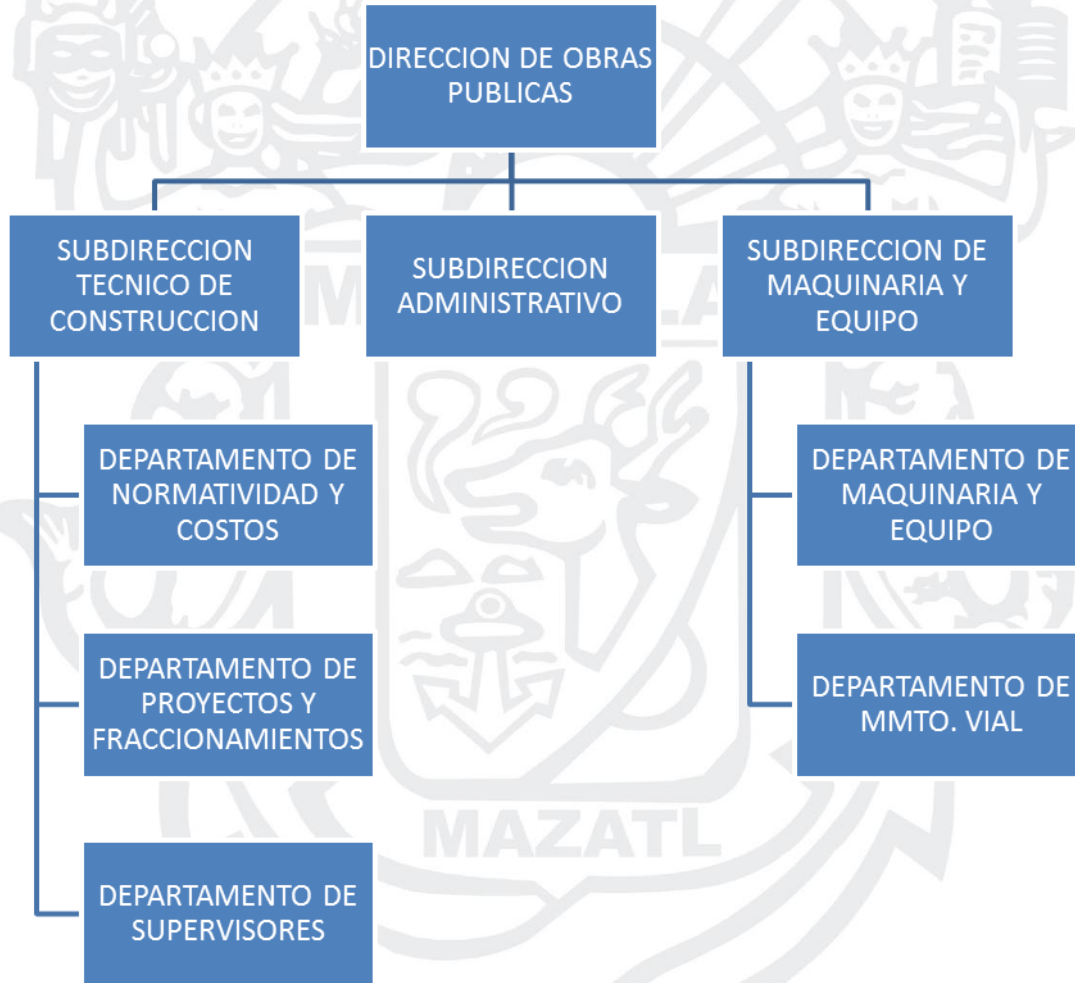 DIRECCION DE OBRAS
PUBLICAS
SUBDIRECCION
TECNICO DE
CONSTRUCCION
SUBDIRECCION
ADMINISTRATIVO
SUBDIRECCION DE
MAQUINARIA Y
EQUIPO
DEPARTAMENTO DE
NORMATIVIDAD Y
COSTOS
DEPARTAMENTO DE
PROYECTOS Y
FRACCIONAMIENTOS
DEPARTAMENTO DE
SUPERVISORES
DEPARTAMENTO DE
MAQUINARIA Y
EQUIPO
DEPARTAMENTO DE
MMTO. VIAL
MAZATL